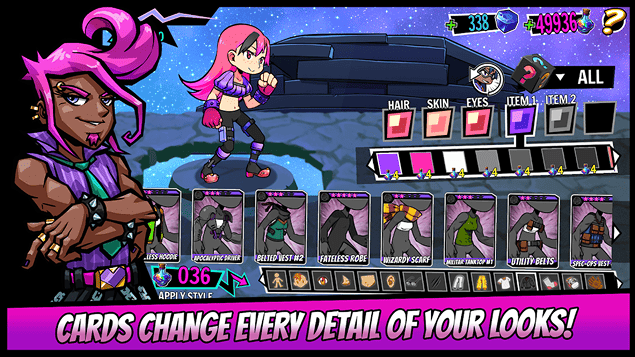 338
49936
?
?
ALL
HAIR SKIN EYES ITEM 1 ITEM 2
LESS HOODIE
APOCALYPTIC DRIVER
BELTED VEST #2
FATELESS ROBE
WIZARDY SCARF
MILITAR TANKTOP #1
UTILITY BELTS
SPEC-OPS VEST
036
APPLY STYLE
CARDS CHANGE EVERY DETAIL OF YOUR LOOKS!